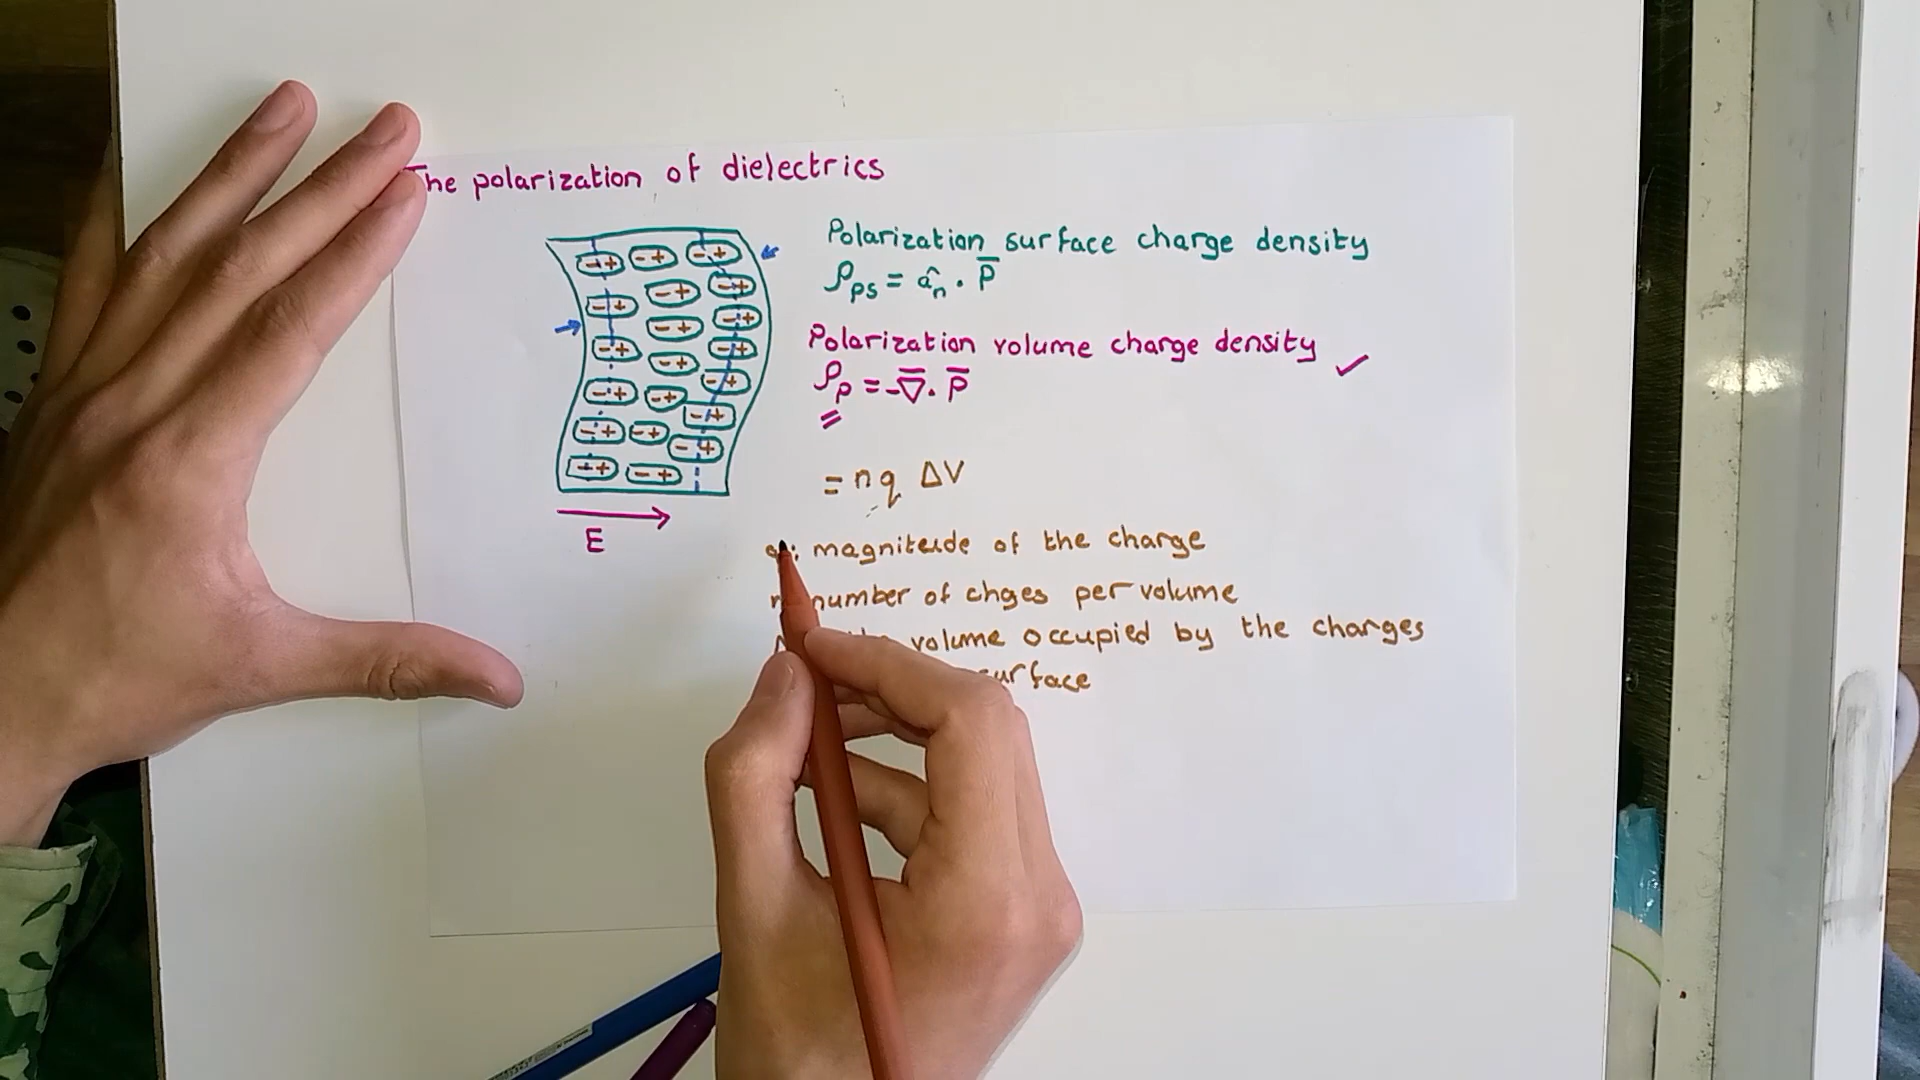 The polarization of dielectrics
Polarization surface charge density
ρps = âₙ · P̅
Polarization volume charge density ✓
ρp = -∇̅ · P̅
= nq ΔV
E
q: magnitude of the charge
number of chges per volume
volume occupied by the charges
surface